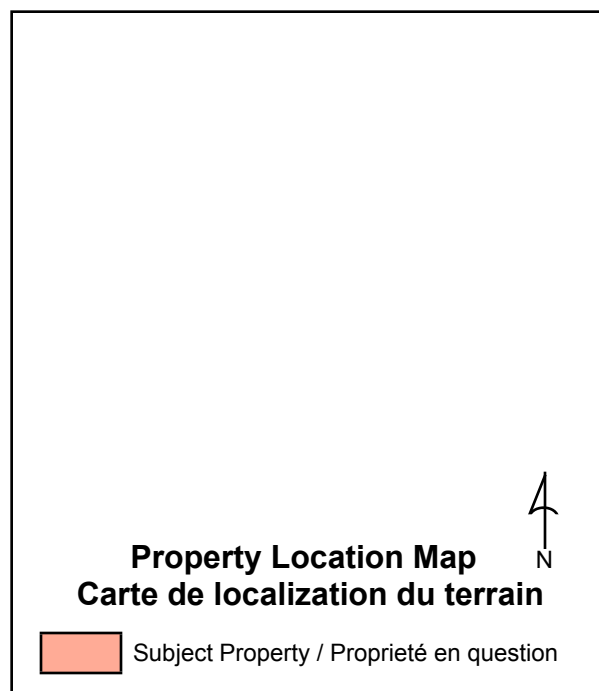 N
Property Location Map
Carte de localization du terrain
Subject Property / Proprieté en question